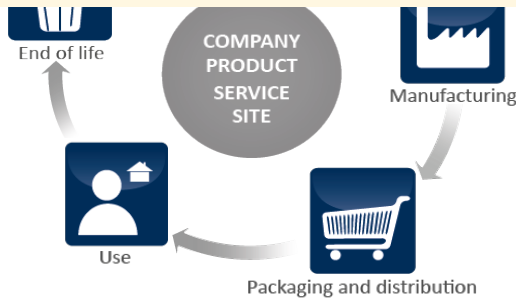 COMPANY
PRODUCT
SERVICE
SITE
End of life
Manufacturing
Use
Packaging and distribution